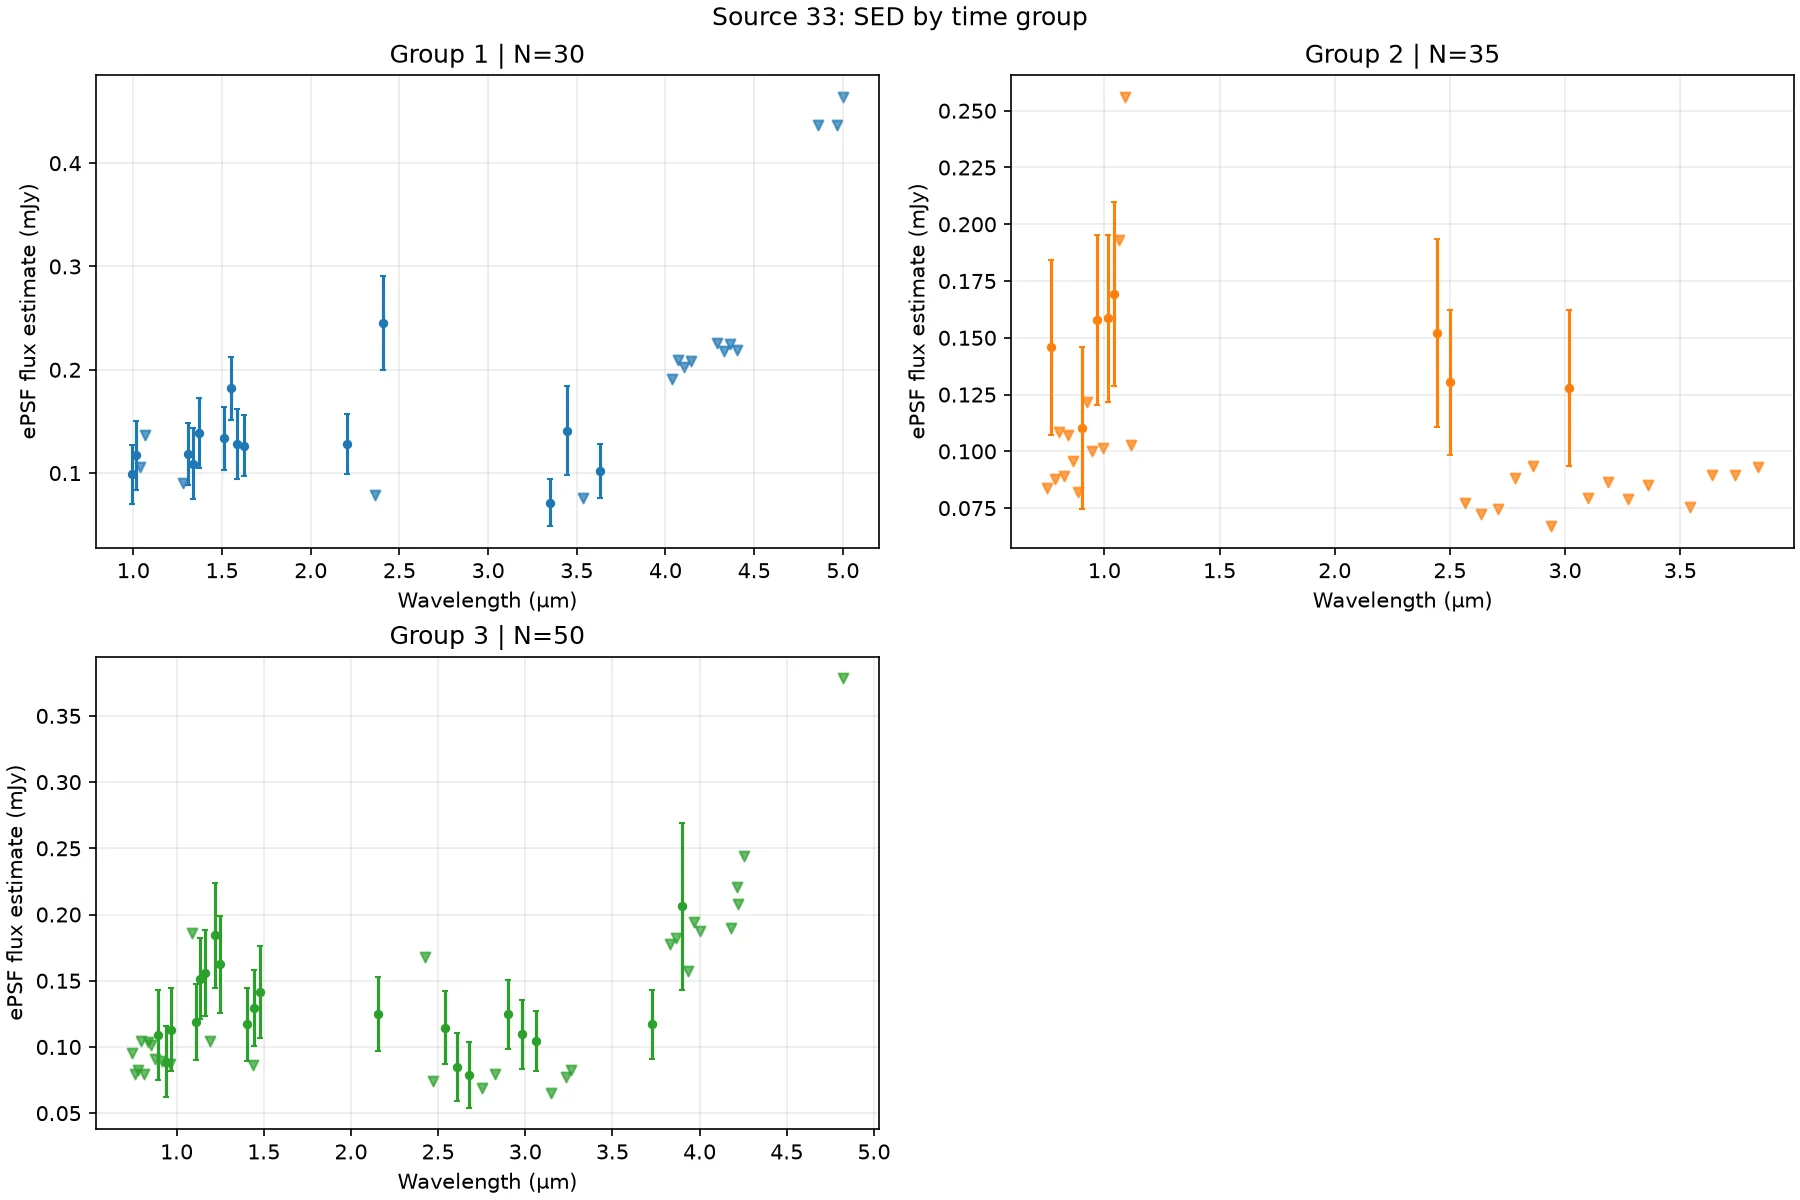 Source 33: SED by time group
Group 1 | N=30
ePSF flux estimate (mJy)
0.4
0.3
0.2
0.1
1.0 1.5 2.0 2.5 3.0 3.5 4.0 4.5 5.0
Wavelength (μm)
Group 2 | N=35
ePSF flux estimate (mJy)
0.250
0.225
0.200
0.175
0.150
0.125
0.100
0.075
1.0 1.5 2.0 2.5 3.0 3.5
Wavelength (μm)
Group 3 | N=50
ePSF flux estimate (mJy)
0.35
0.30
0.25
0.20
0.15
0.10
0.05
1.0 1.5 2.0 2.5 3.0 3.5 4.0 4.5 5.0
Wavelength (μm)